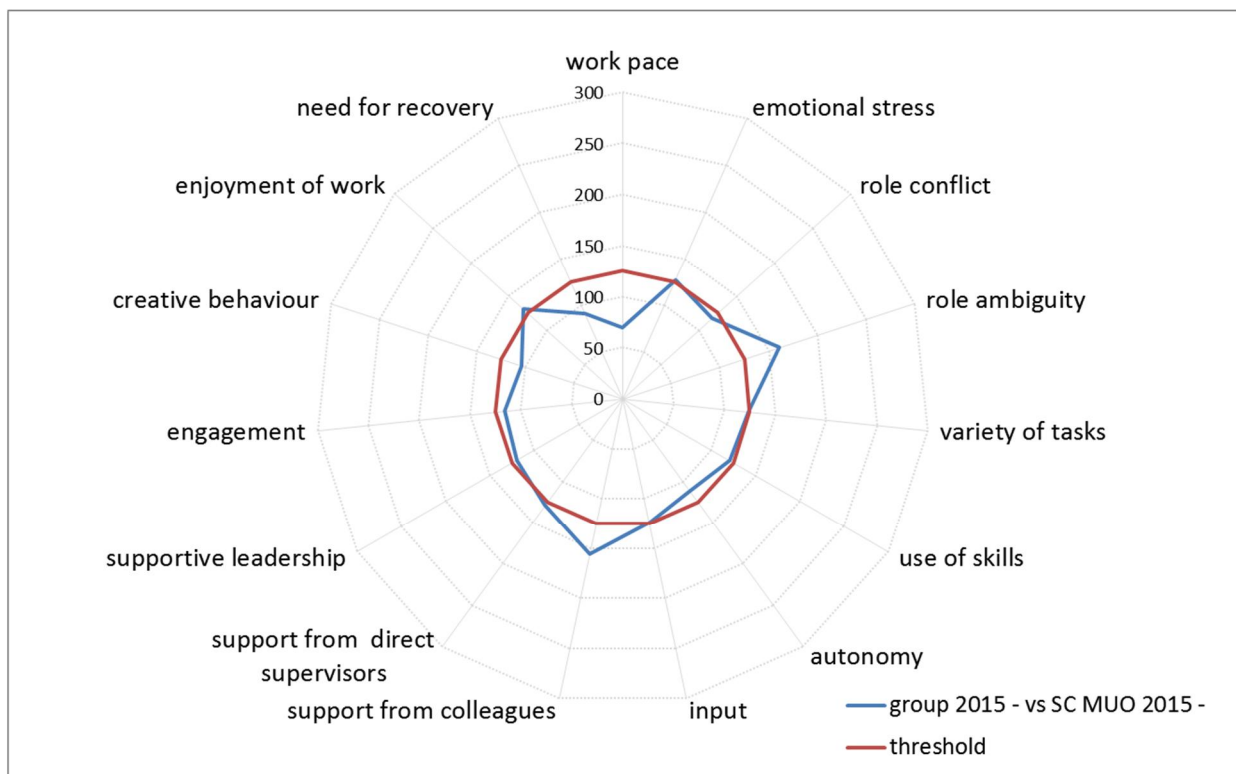 work pace
300
need for recovery
emotional stress
250
enjoyment of work
role conflict
200
150
creative behaviour
role ambiguity
100
50
0
engagement
variety of tasks
supportive leadership
use of skills
support from direct
supervisors
autonomy
support from colleagues
input
group 2015 - vs SC MUO 2015 -
threshold